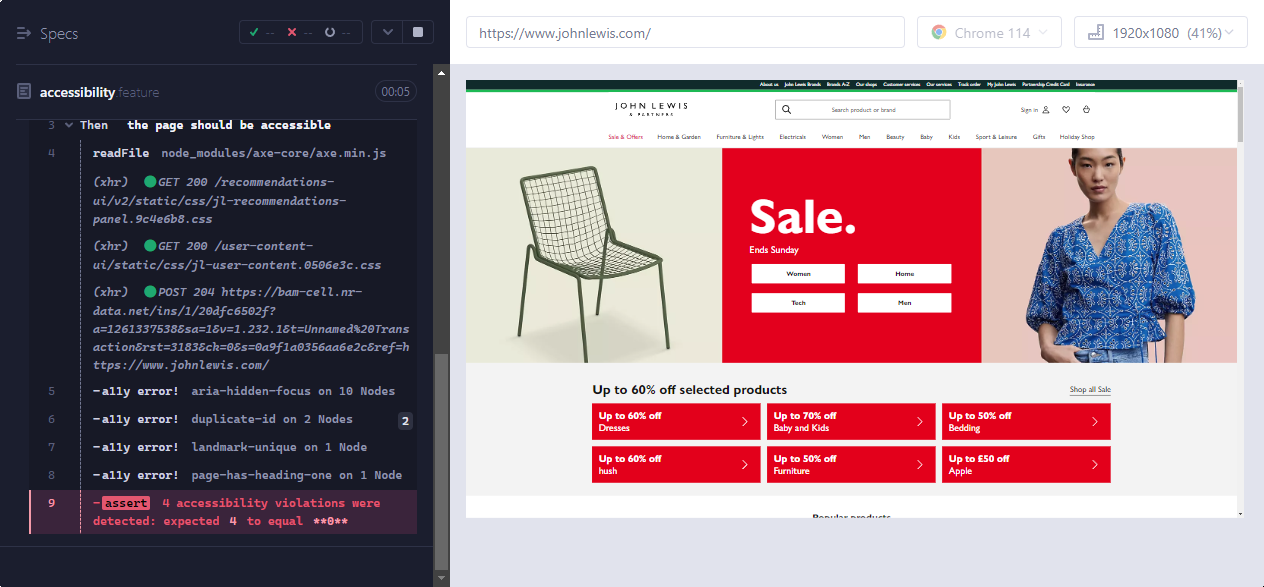 Specs
--
--
--
https://www.johnlewis.com/
Chrome 114
1920x1080 (41%)
accessibility.feature
00:05
3 Then the page should be accessible
4 readFile node_modules/axe-core/axe.min.js
(xhr) GET 200 /recommendations-
ui/v2/static/css/jl-recommendations-
panel.9c4e6b8.css
(xhr) GET 200 /user-content-
ui/static/css/jl-user-content.0506e3c.css
(xhr) POST 204 https://bam-cell.nr-
data.net/ins/1/20dfc6502f?
a=1261337538&sa=1&v=1.232.1&t=Unnamed%20Trans
action&rst=3183&ch=0&s=0a9f1a0356aa6e2c&ref=h
ttps://www.johnlewis.com/
5 -a11y error! aria-hidden-focus on 10 Nodes
6 -a11y error! duplicate-id on 2 Nodes 2
7 -a11y error! landmark-unique on 1 Node
8 -a11y error! page-has-heading-one on 1 Node
9 -assert 4 accessibility violations were
detected: expected 4 to equal **0**
About us John Lewis Brands Brands A-Z Our shops Customer services Our services Track order My John Lewis Partnership Credit Card Insurance
JOHN LEWIS
& PARTNERS
Search product or brand
Sign in
Sale & Offers Home & Garden Furniture & Lights Electricals Women Men Beauty Baby Kids Sport & Leisure Gifts Holiday Shop
Sale.
Ends Sunday
Women
Home
Tech
Men
Up to 60% off selected products
Shop all Sale
Up to 60% off
Dresses
Up to 70% off
Baby and Kids
Up to 50% off
Bedding
Up to 60% off
hush
Up to 50% off
Furniture
Up to £50 off
Apple
Popular products